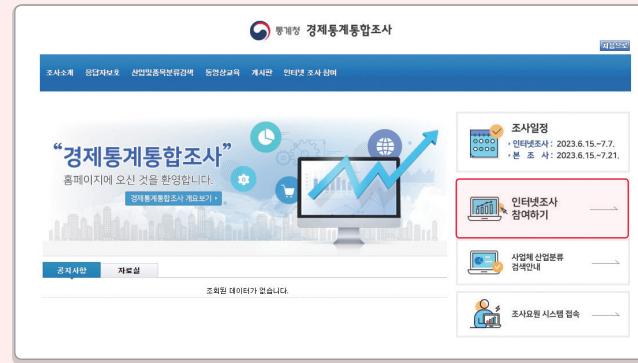 통계청 경제통계통합조사
처음으로
조사소개 응답자보호 산업및품목분류검색 동영상교육 게시판 인터넷 조사 참여
“경제통계통합조사”
홈페이지에 오신 것을 환영합니다.
경제통계통합조사 개요보기
조사일정
• 인터넷조사 : 2023.6.15.~7.7.
• 본 조 사 : 2023.6.15.~7.21.
인터넷조사
참여하기
사업체 산업분류
검색안내
조사요원 시스템 접속
공지사항 자료실
조회된 데이터가 없습니다.